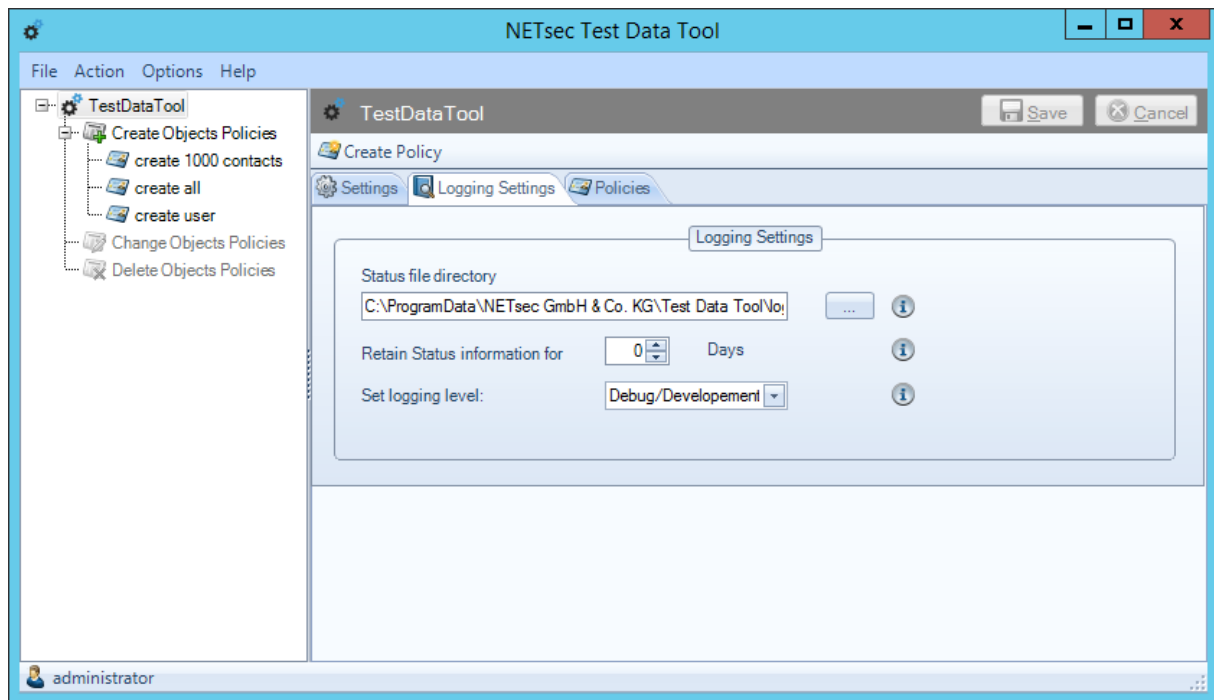 NETsec Test Data Tool
File Action Options Help
TestDataTool
Create Objects Policies
create 1000 contacts
create all
create user
Change Objects Policies
Delete Objects Policies
TestDataTool
Save
Cancel
Create Policy
Settings
Logging Settings
Policies
Logging Settings
Status file directory
C:\ProgramData\NETsec GmbH & Co. KG\Test Data Tool\
...
Retain Status information for
0
Days
Set logging level:
Debug/Developement
administrator